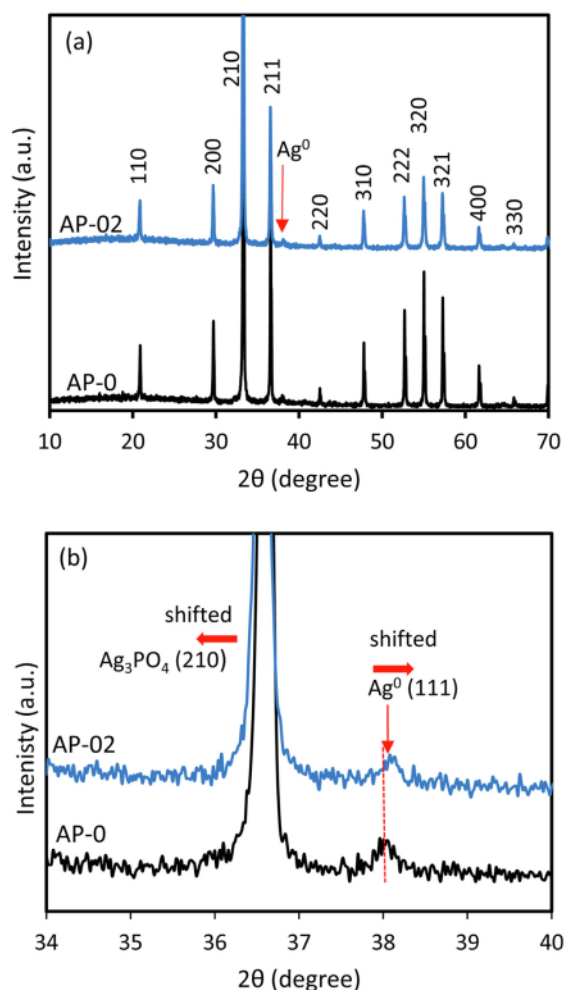 (a)
210
211
320
Ag⁰
110
200
220
310
222
321
400
330
AP-02
AP-0
Intensity (a.u.)
10 20 30 40 50 60 70
2θ (degree)
(b)
shifted
Ag₃PO₄ (210)
shifted
Ag⁰ (111)
AP-02
AP-0
Intenisty (a.u.)
34 35 36 37 38 39 40
2θ (degree)